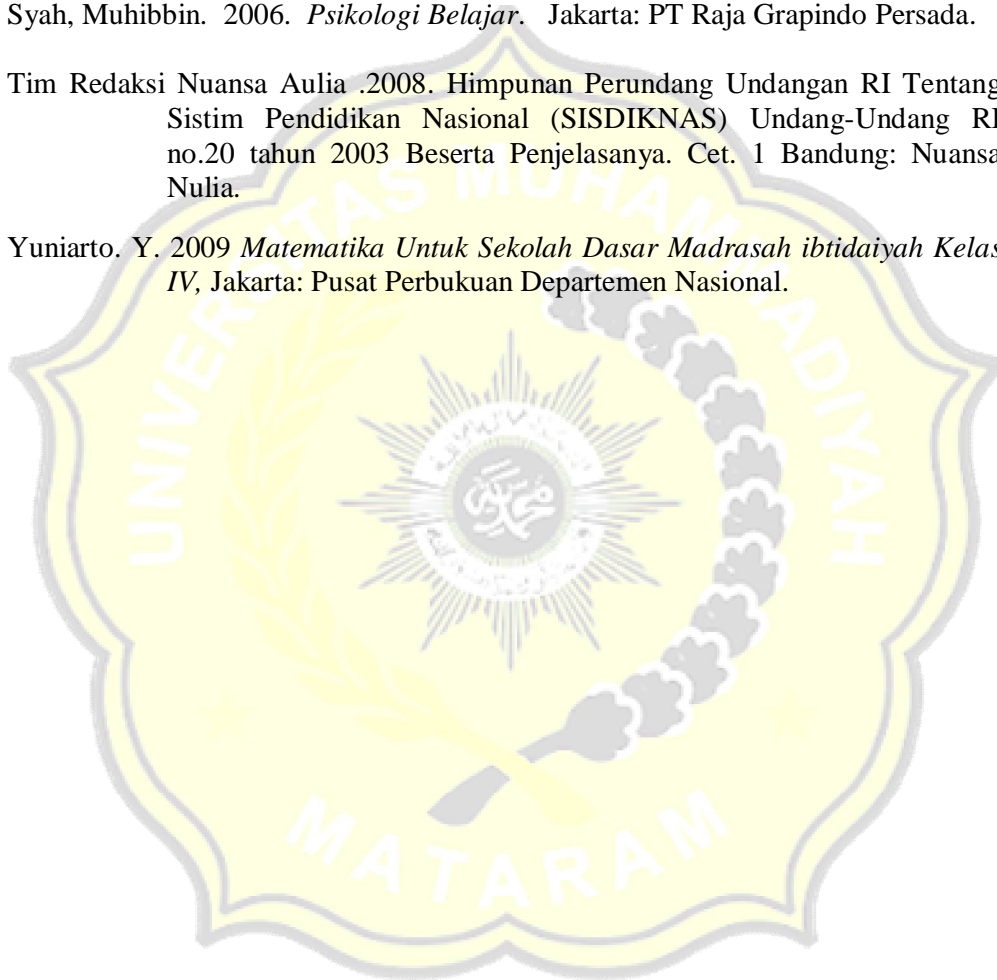 Syah, Muhibbin. 2006. Psikologi Belajar. Jakarta: PT Raja Grapindo Persada.
Tim Redaksi Nuansa Aulia .2008. Himpunan Perundang Undangan RI Tentang
Sistim Pendidikan Nasional (SISDIKNAS) Undang-Undang RI
no.20 tahun 2003 Beserta Penjelasanya. Cet. 1 Bandung: Nuansa
Nulia.
Yuniarto. Y. 2009 Matematika Untuk Sekolah Dasar Madrasah ibtidaiyah Kelas
IV, Jakarta: Pusat Perbukuan Departemen Nasional.
UNIVERSITAS MUHAMMADIYAH
MATARAM